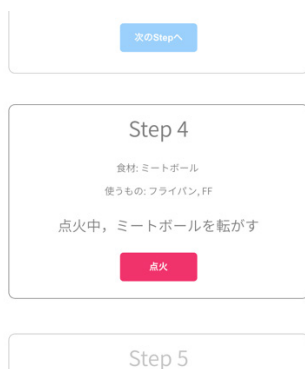 次のStepへ
Step 4
食材: ミートボール
使うもの: フライパン, FF
点火中，ミートボールを転がす
点火
Step 5